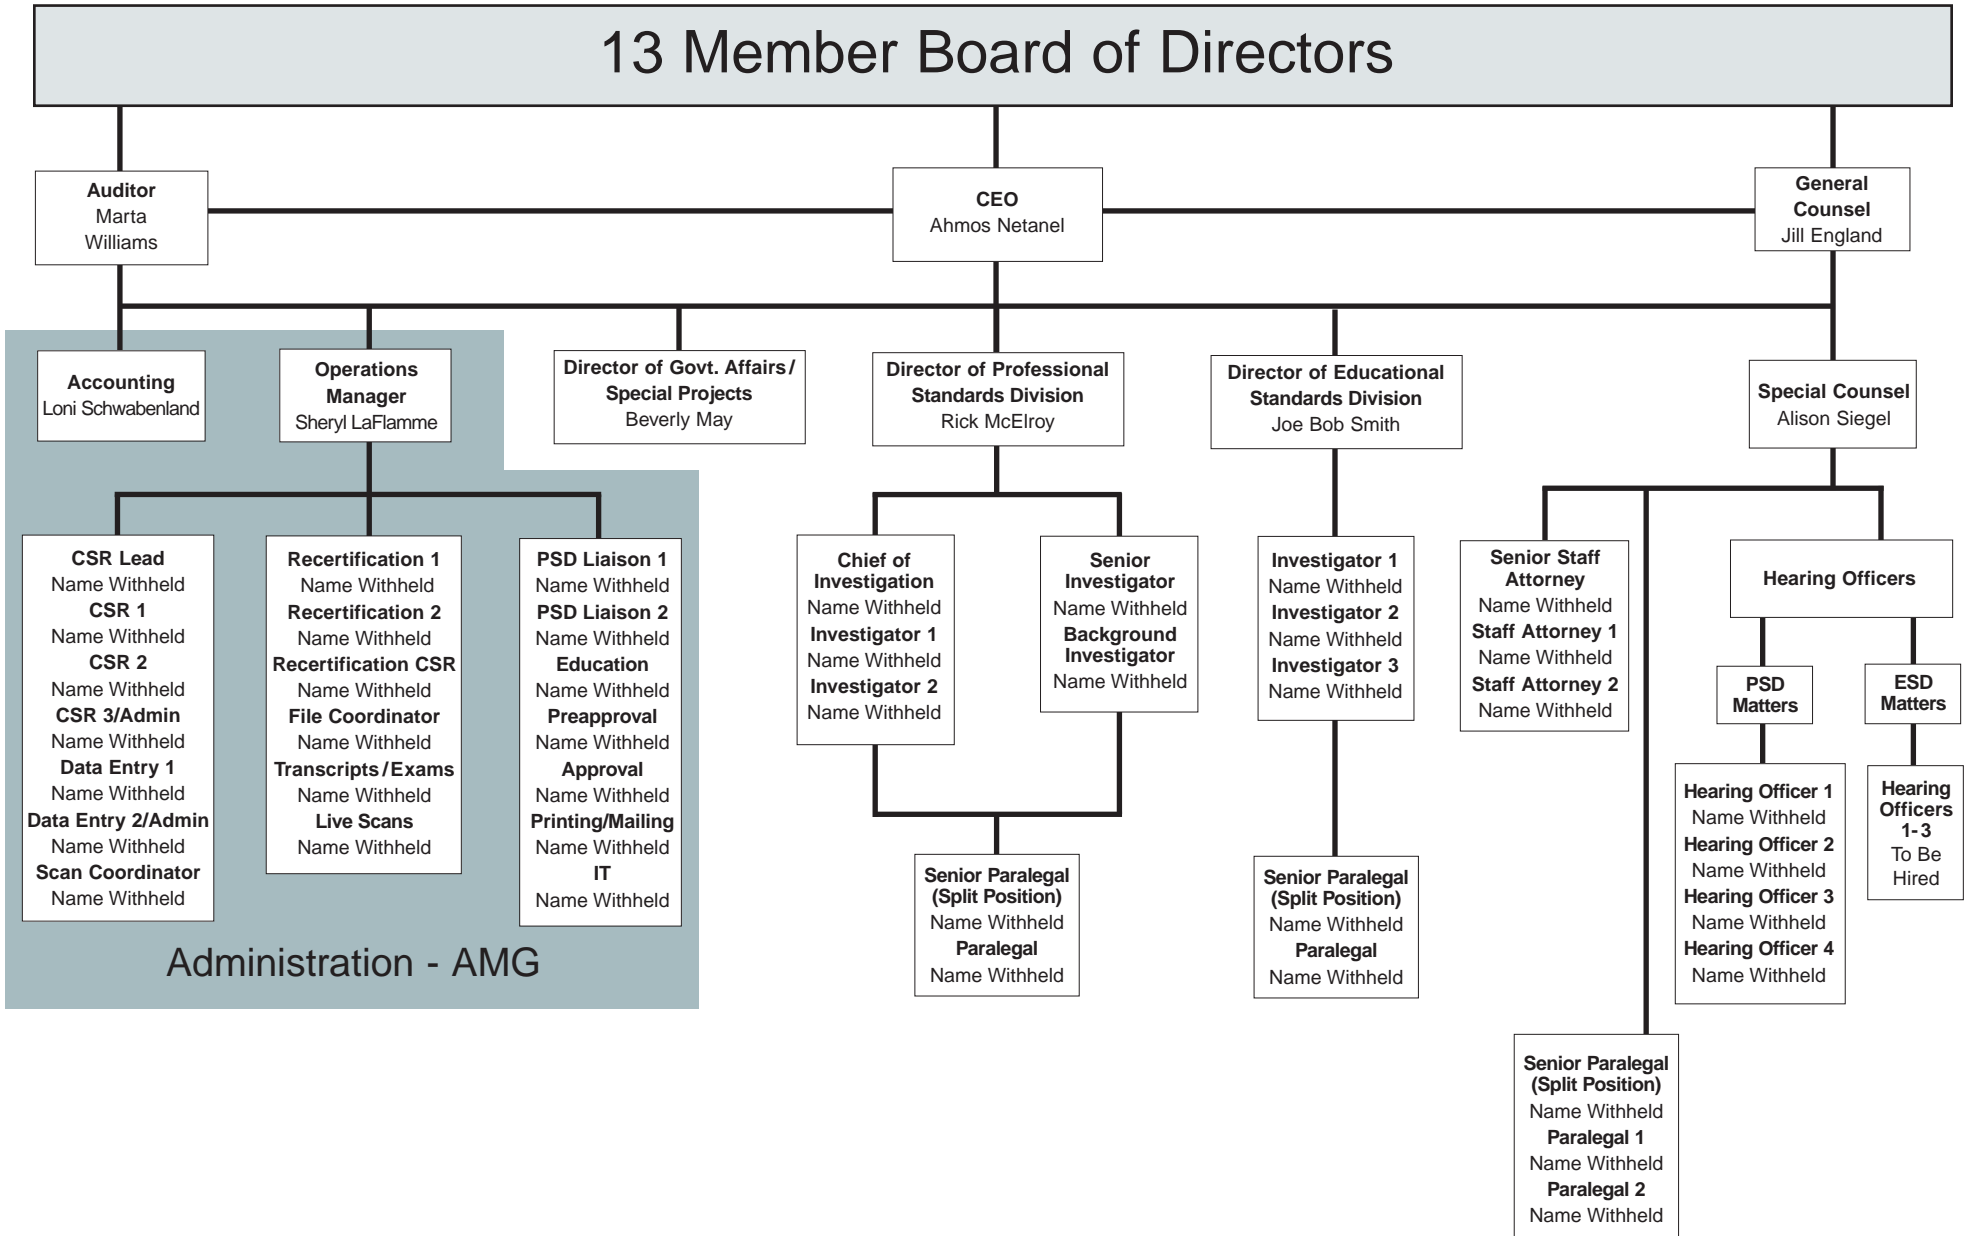 13 Member Board of Directors
Auditor
Marta
Williams
CEO
Ahmos Netanel
General
Counsel
Jill England
Accounting
Loni Schwabenland
Operations
Manager
Sheryl LaFlamme
Director of Govt. Affairs/
Special Projects
Beverly May
Director of Professional
Standards Division
Rick McElroy
Director of Educational
Standards Division
Joe Bob Smith
Special Counsel
Alison Siegel
CSR Lead
Name Withheld
CSR 1
Name Withheld
CSR 2
Name Withheld
CSR 3/Admin
Name Withheld
Data Entry 1
Name Withheld
Data Entry 2/Admin
Name Withheld
Scan Coordinator
Name Withheld
Recertification 1
Name Withheld
Recertification 2
Name Withheld
Recertification CSR
Name Withheld
File Coordinator
Name Withheld
Transcripts/Exams
Name Withheld
Live Scans
Name Withheld
PSD Liaison 1
Name Withheld
PSD Liaison 2
Name Withheld
Education
Name Withheld
Preapproval
Name Withheld
Approval
Name Withheld
Printing/Mailing
Name Withheld
IT
Name Withheld
Administration - AMG
Chief of
Investigation
Name Withheld
Investigator 1
Name Withheld
Investigator 2
Name Withheld
Senior
Investigator
Name Withheld
Background
Investigator
Name Withheld
Senior Paralegal
(Split Position)
Name Withheld
Paralegal
Name Withheld
Investigator 1
Name Withheld
Investigator 2
Name Withheld
Investigator 3
Name Withheld
Senior Paralegal
(Split Position)
Name Withheld
Paralegal
Name Withheld
Senior Staff
Attorney
Name Withheld
Staff Attorney 1
Name Withheld
Staff Attorney 2
Name Withheld
Hearing Officers
PSD
Matters
ESD
Matters
Hearing Officer 1
Name Withheld
Hearing Officer 2
Name Withheld
Hearing Officer 3
Name Withheld
Hearing Officer 4
Name Withheld
Hearing
Officers
1-3
To Be
Hired
Senior Paralegal
(Split Position)
Name Withheld
Paralegal 1
Name Withheld
Paralegal 2
Name Withheld